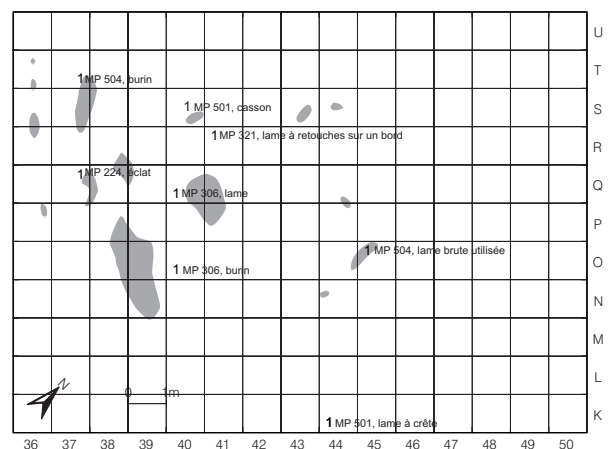 U
T
1 MP 504, burin
S
1 MP 501, casson
R
1 MP 321, lame à retouches sur un bord
1 MP 224, éclat
Q
1 MP 306, lame
P
O
1 MP 504, lame brute utilisée
1 MP 306, burin
N
M
L
N
0 1m
K
1 MP 501, lame à crête
36 37 38 39 40 41 42 43 44 45 46 47 48 49 50